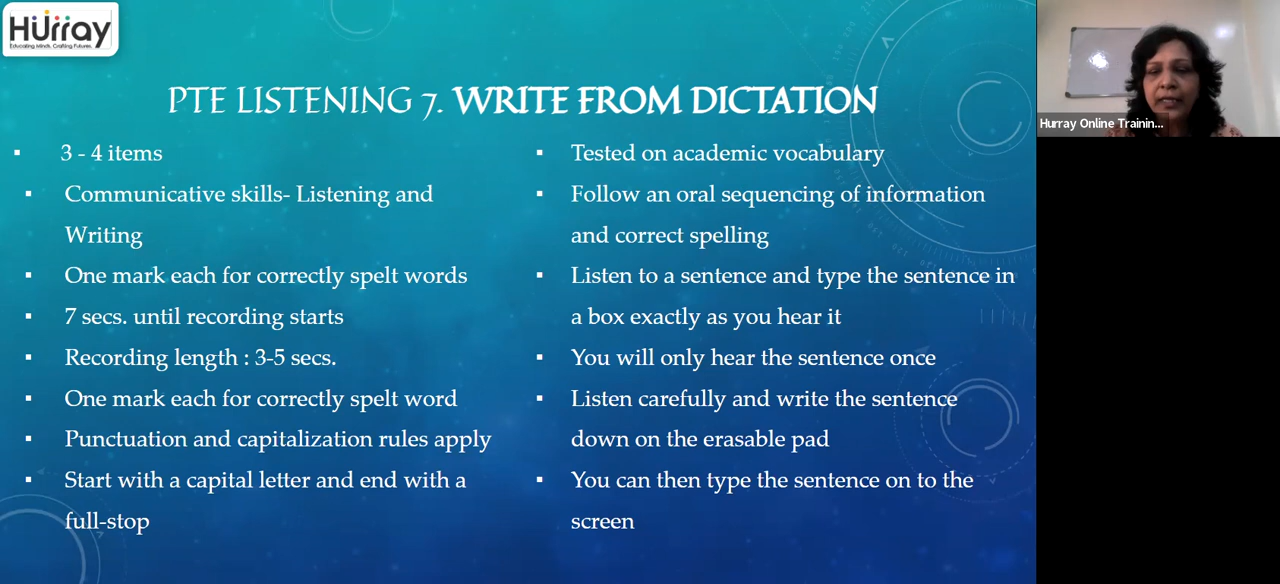 Hurray
Educating Minds, Crafting Futures.
PTE LISTENING 7. WRITE FROM DICTATION
▪ 3 - 4 items
▪ Communicative skills- Listening and
Writing
▪ One mark each for correctly spelt words
▪ 7 secs. until recording starts
▪ Recording length : 3-5 secs.
▪ One mark each for correctly spelt word
▪ Punctuation and capitalization rules apply
▪ Start with a capital letter and end with a
full-stop
▪ Tested on academic vocabulary
▪ Follow an oral sequencing of information
and correct spelling
▪ Listen to a sentence and type the sentence in
a box exactly as you hear it
▪ You will only hear the sentence once
▪ Listen carefully and write the sentence
down on the erasable pad
▪ You can then type the sentence on to the
screen
Hurray Online Trainin...